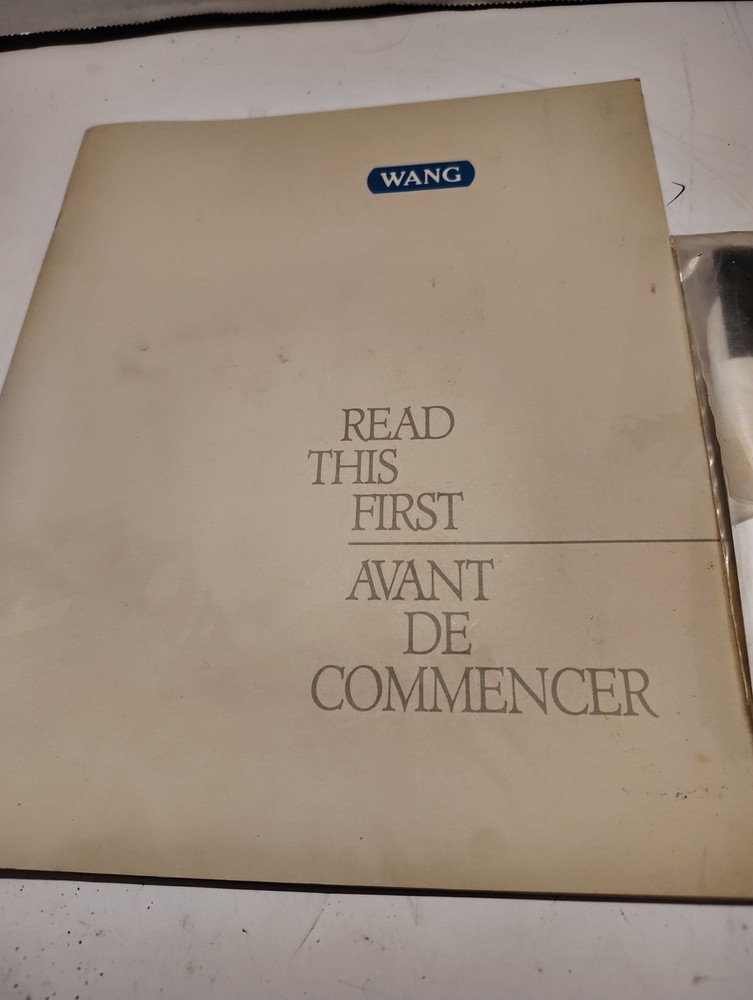 WANG
READ
THIS
FIRST
AVANT
DE
COMMENCER